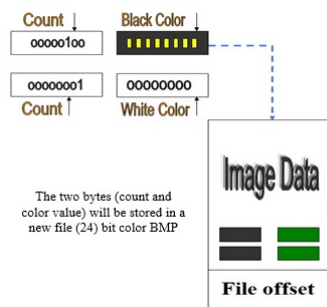 Count
Black Color
00000100
11111111
00000001
00000000
Count
White Color
Image Data
The two bytes (count and
color value) will be stored in a
new file (24) bit color BMP
File offset